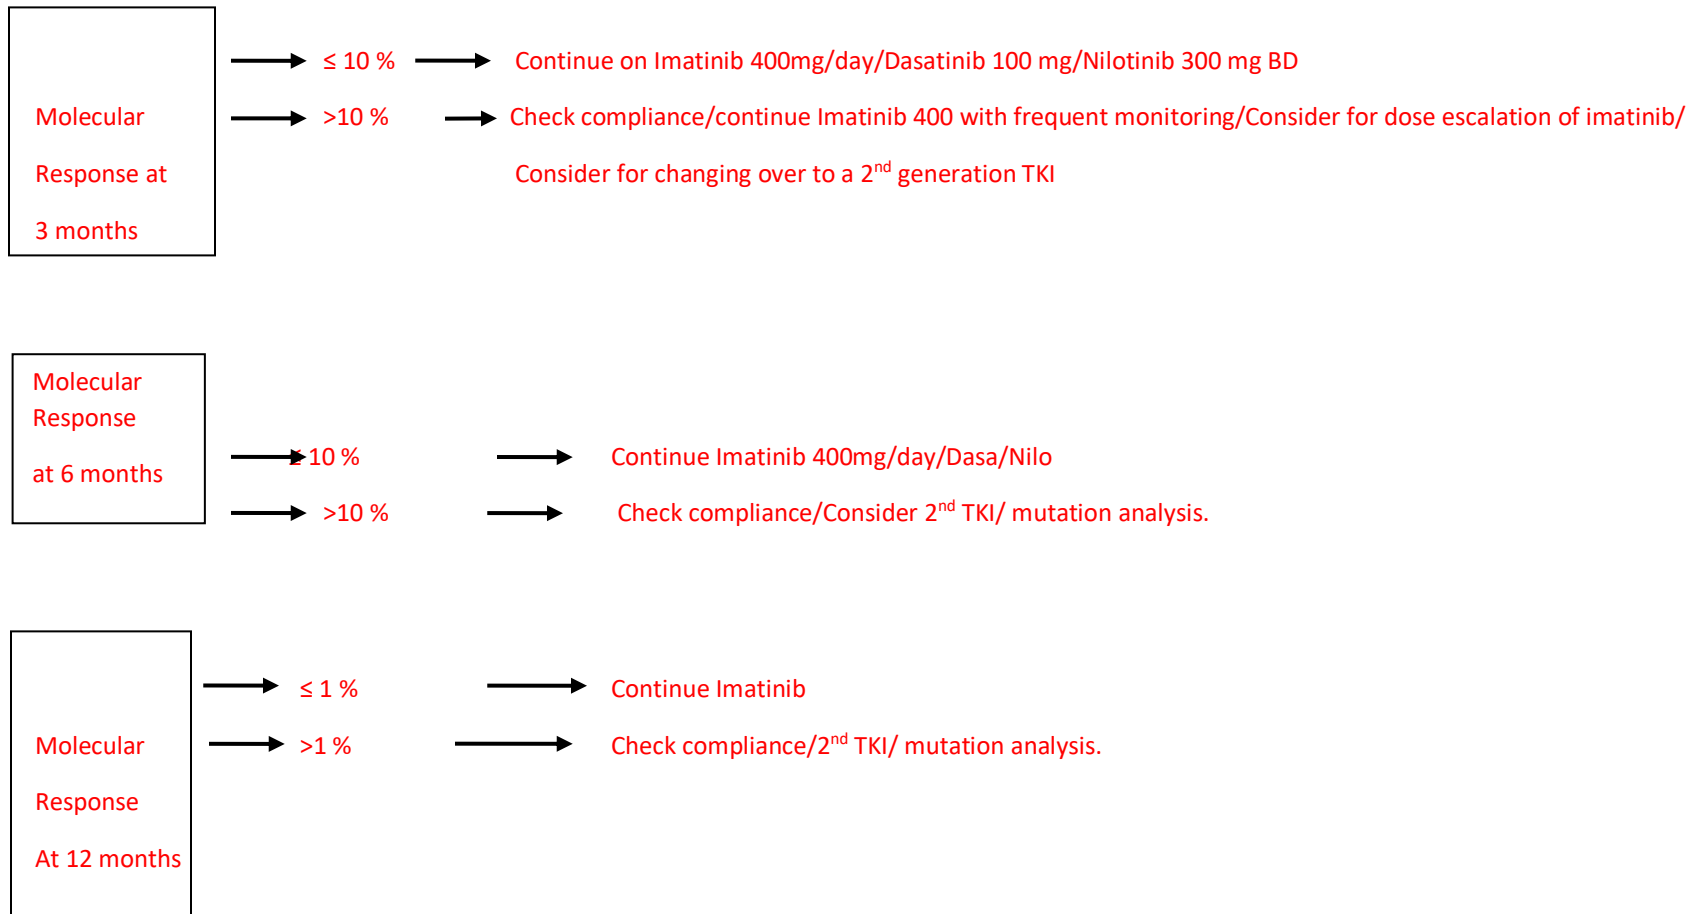 Molecular
Response at
3 months
≤ 10 %
Continue on Imatinib 400mg/day/Dasatinib 100 mg/Nilotinib 300 mg BD
>10 %
Check compliance/continue Imatinib 400 with frequent monitoring/Consider for dose escalation of imatinib/
Consider for changing over to a 2nd generation TKI
Molecular
Response
at 6 months
≤ 10 %
Continue Imatinib 400mg/day/Dasa/Nilo
>10 %
Check compliance/Consider 2nd TKI/ mutation analysis.
Molecular
Response
At 12 months
≤ 1 %
Continue Imatinib
>1 %
Check compliance/2nd TKI/ mutation analysis.